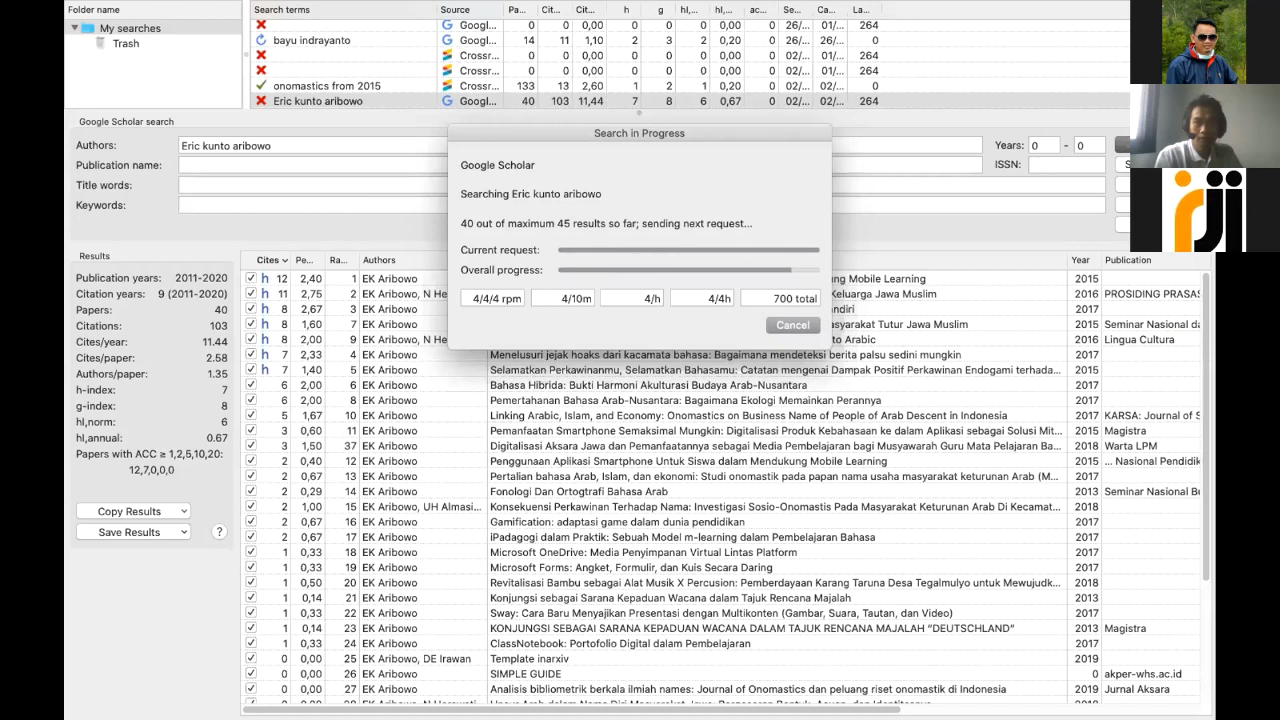 Folder name
My searches
Trash
Search terms Source Pa... Cit... Cit... h g hI,... hI,... ac... Se... Ca... La...
Googl... 0 0 0,00 0 0 0 0,00 0 26/... 01/... 264
bayu indrayanto Googl... 14 11 1,10 2 3 2 0,20 0 26/... 26/... 0
Crossr... 0 0 0,00 0 0 0 0,00 0 02/... 01/... 264
Crossr... 0 0 0,00 0 0 0 0,00 0 02/... 01/... 264
onomastics from 2015 Crossr... 133 13 2,60 1 2 1 0,20 0 02/... 02/... 0
Eric kunto aribowo Googl... 40 103 11,44 7 8 6 0,67 0 02/... 02/... 264
Google Scholar search
Authors: Eric kunto aribowo Years: 0 - 0
Publication name: ISSN:
Title words:
Keywords:
Search in Progress
Google Scholar
Searching Eric kunto aribowo
40 out of maximum 45 results so far; sending next request...
Current request:
Overall progress:
4/4/4 rpm 4/10m 4/h 4/4h 700 total
Cancel
Results
Publication years: 2011-2020
Citation years: 9 (2011-2020)
Papers: 40
Citations: 103
Cites/year: 11.44
Cites/paper: 2.58
Authors/paper: 1.35
h-index: 7
g-index: 8
hI,norm: 6
hI,annual: 0.67
Papers with ACC ≥ 1,2,5,10,20:
12,7,0,0,0
Copy Results
Save Results ?
Cites Pe... Ra... Authors Year Publication
h 12 2,40 1 EK Aribowo ng Mobile Learning 2015
h 11 2,75 2 EK Aribowo, N He Keluarga Jawa Muslim 2016 PROSIDING PRASAS
h 8 2,67 3 EK Aribowo andiri 2017
h 8 1,60 7 EK Aribowo syarakat Tutur Jawa Muslim 2015 Seminar Nasional da
h 8 2,00 9 EK Aribowo, N He to Arabic 2016 Lingua Cultura
h 7 2,33 4 EK Aribowo Menelusuri jejak hoaks dari kacamata bahasa: Bagaimana mendeteksi berita palsu sedini mungkin 2017
h 7 1,40 5 EK Aribowo Selamatkan Perkawinanmu, Selamatkan Bahasamu: Catatan mengenai Dampak Positif Perkawinan Endogami terhada... 2015
6 2,00 6 EK Aribowo Bahasa Hibrida: Bukti Harmoni Akulturasi Budaya Arab-Nusantara 2017
6 2,00 8 EK Aribowo Pemertahanan Bahasa Arab-Nusantara: Bagaimana Ekologi Memainkan Perannya 2017
5 1,67 10 EK Aribowo Linking Arabic, Islam, and Economy: Onomastics on Business Name of People of Arab Descent in Indonesia 2017 KARSA: Journal of S
3 0,60 11 EK Aribowo Pemanfaatan Smartphone Semaksimal Mungkin: Digitalisasi Produk Kebahasaan ke dalam Aplikasi sebagai Solusi Mit... 2015 Magistra
3 1,50 37 EK Aribowo Digitalisasi Aksara Jawa dan Pemanfaatannya sebagai Media Pembelajaran bagi Musyawarah Guru Mata Pelajaran Ba... 2018 Warta LPM
2 0,40 12 EK Aribowo Penggunaan Aplikasi Smartphone Untuk Siswa dalam Mendukung Mobile Learning 2015 ... Nasional Pendidik
2 0,67 13 EK Aribowo Pertalian bahasa Arab, Islam, dan ekonomi: Studi onomastik pada papan nama usaha masyarakat keturunan Arab (M... 2017
2 0,29 14 EK Aribowo Fonologi Dan Ortografi Bahasa Arab 2013 Seminar Nasional Be
2 1,00 15 EK Aribowo, UH Almasi... Konsekuensi Perkawinan Terhadap Nama: Investigasi Sosio-Onomastis Pada Masyarakat Keturunan Arab Di Kecamat... 2018
2 0,67 16 EK Aribowo Gamification: adaptasi game dalam dunia pendidikan 2017
2 0,67 17 EK Aribowo iPadagogi dalam Praktik: Sebuah Model m-learning dalam Pembelajaran Bahasa 2017
1 0,33 18 EK Aribowo Microsoft OneDrive: Media Penyimpanan Virtual Lintas Platform 2017
1 0,33 19 EK Aribowo Microsoft Forms: Angket, Formulir, dan Kuis Secara Daring 2017
1 0,50 20 EK Aribowo Revitalisasi Bambu sebagai Alat Musik X Percusion: Pemberdayaan Karang Taruna Desa Tegalmulyo untuk Mewujudk... 2018
1 0,14 21 EK Aribowo Konjungsi sebagai Sarana Kepaduan Wacana dalam Tajuk Rencana Majalah 2013
1 0,33 22 EK Aribowo Sway: Cara Baru Menyajikan Presentasi dengan Multikonten (Gambar, Suara, Tautan, dan Video) 2017
1 0,14 23 EK Aribowo KONJUNGSI SEBAGAI SARANA KEPADUAN WACANA DALAM TAJUK RENCANA MAJALAH “DEUTSCHLAND” 2013 Magistra
1 0,33 24 EK Aribowo ClassNotebook: Portofolio Digital dalam Pembelajaran 2017
0 0,00 25 EK Aribowo, DE Irawan Template inarxiv 2019
0 0,00 26 EK Aribowo SIMPLE GUIDE 0 akper-whs.ac.id
0 0,00 27 EK Aribowo Analisis bibliometrik berkala ilmiah names: Journal of Onomastics dan peluang riset onomastik di Indonesia 2019 Jurnal Aksara
rji